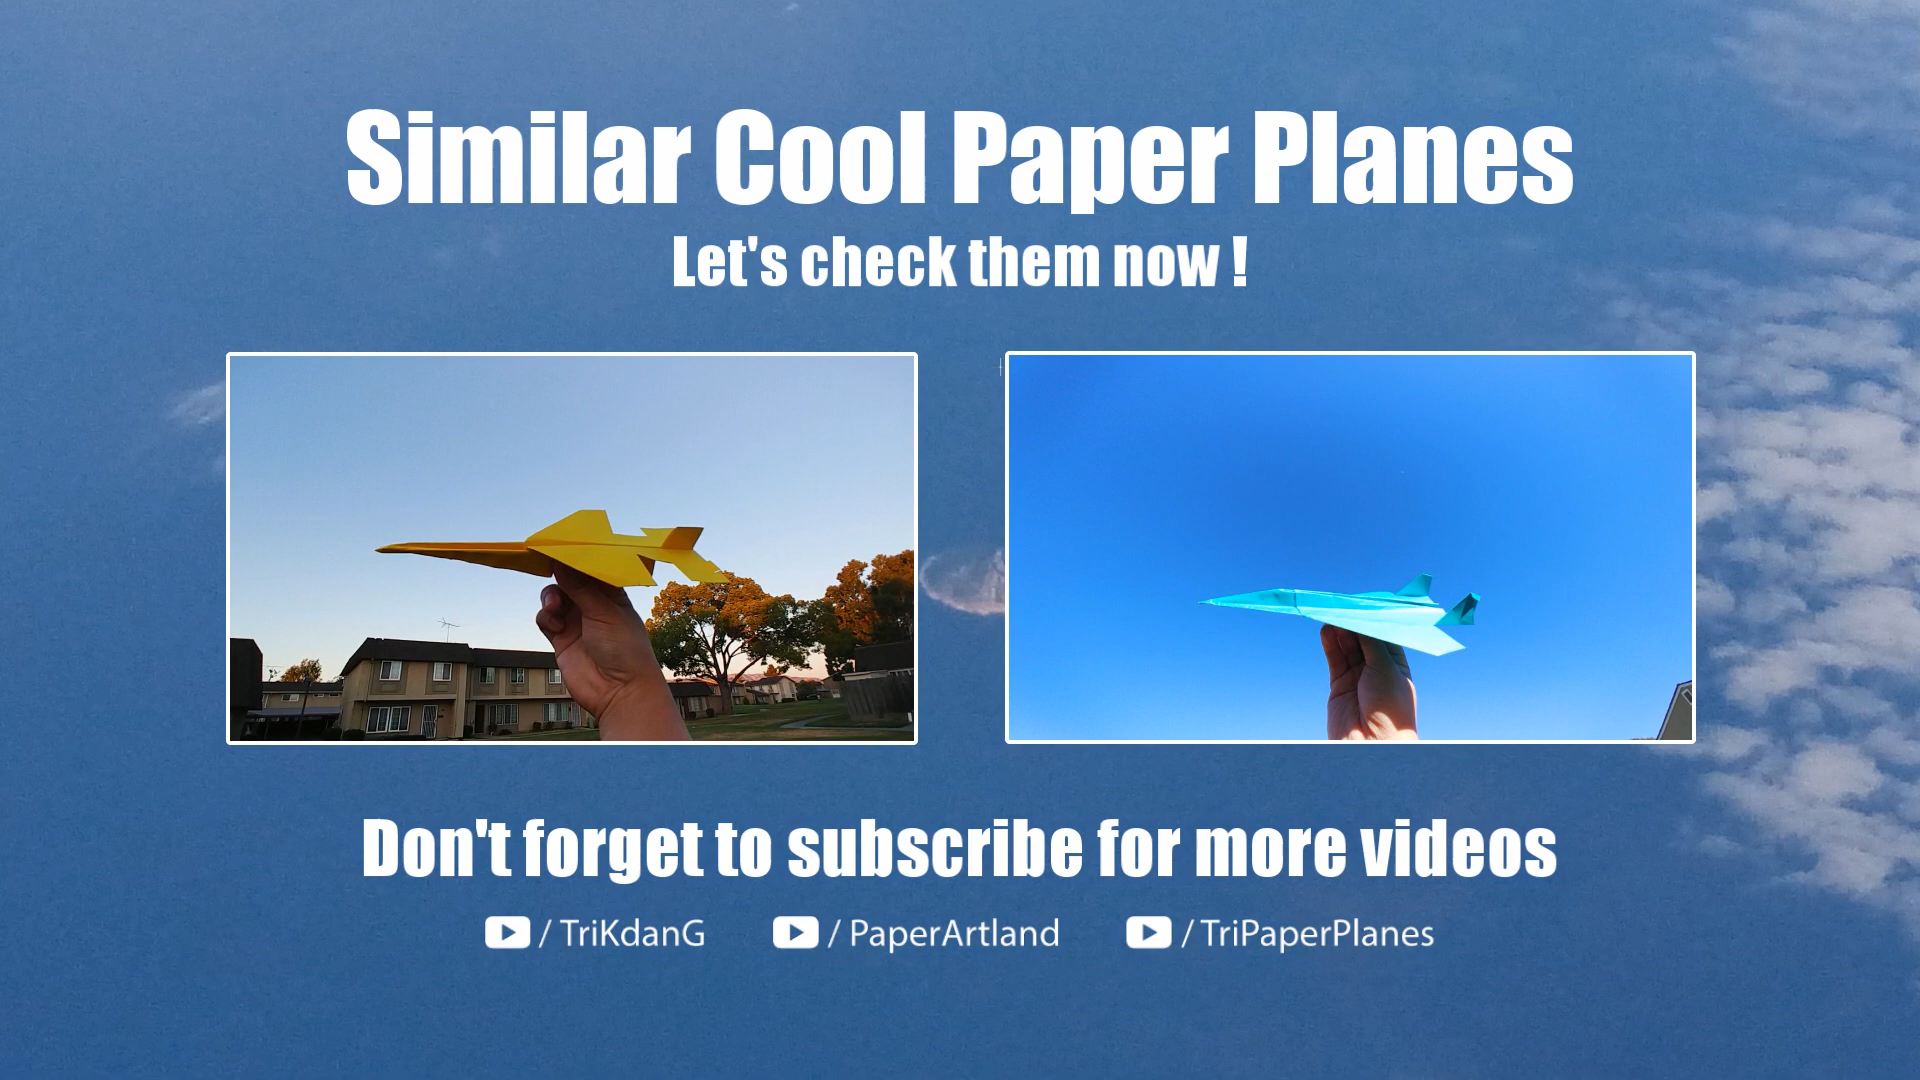 Similar Cool Paper Planes
Let's check them now !
Don't forget to subscribe for more videos
/ TriKdanG / PaperArtland / TriPaperPlanes